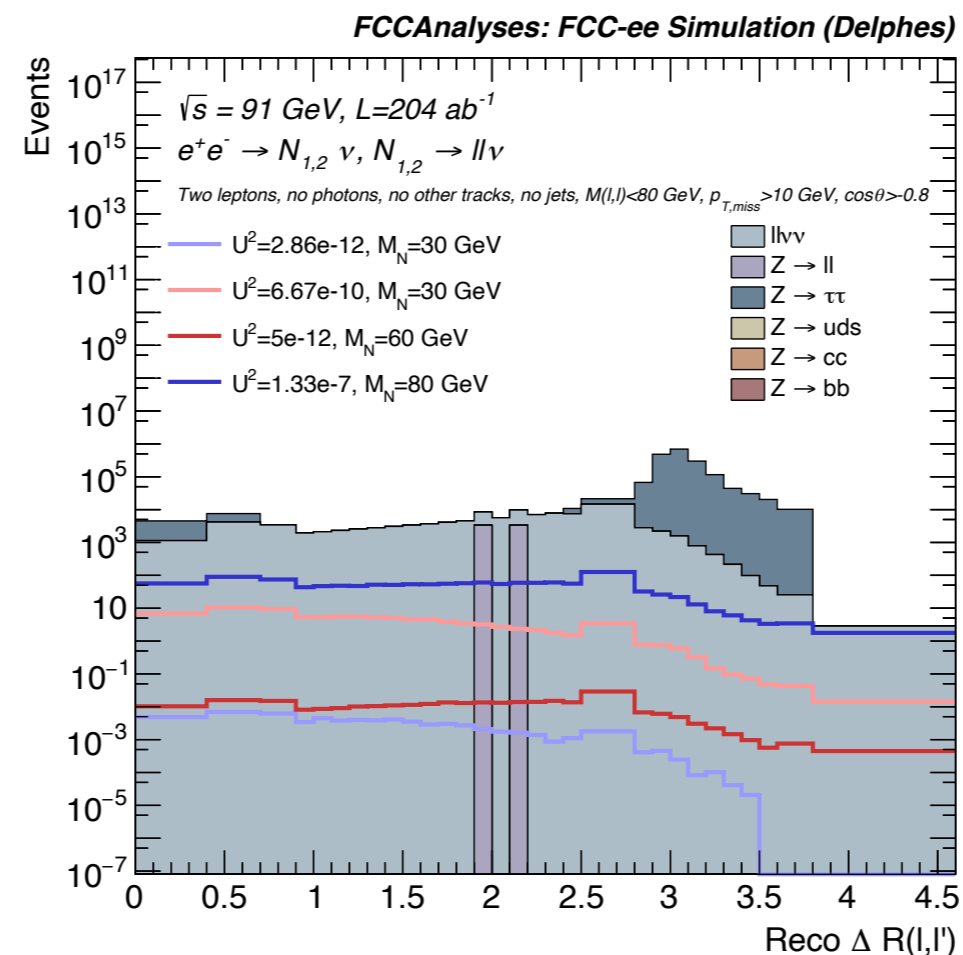 FCCAnalyses: FCC-ee Simulation (Delphes)
Events
√s = 91 GeV, L=204 ab⁻¹
e⁺e⁻ → N₁,₂ ν, N₁,₂ → llν
Two leptons, no photons, no other tracks, no jets, M(l,l)<80 GeV, p_T,miss>10 GeV, cosθ>-0.8
U²=2.86e-12, M_N=30 GeV
U²=6.67e-10, M_N=30 GeV
U²=5e-12, M_N=60 GeV
U²=1.33e-7, M_N=80 GeV
llνν
Z → ll
Z → ττ
Z → uds
Z → cc
Z → bb
10¹⁷
10¹⁵
10¹³
10¹¹
10⁹
10⁷
10⁵
10³
10
10⁻¹
10⁻³
10⁻⁵
10⁻⁷
0 0.5 1 1.5 2 2.5 3 3.5 4 4.5
Reco Δ R(l,l')